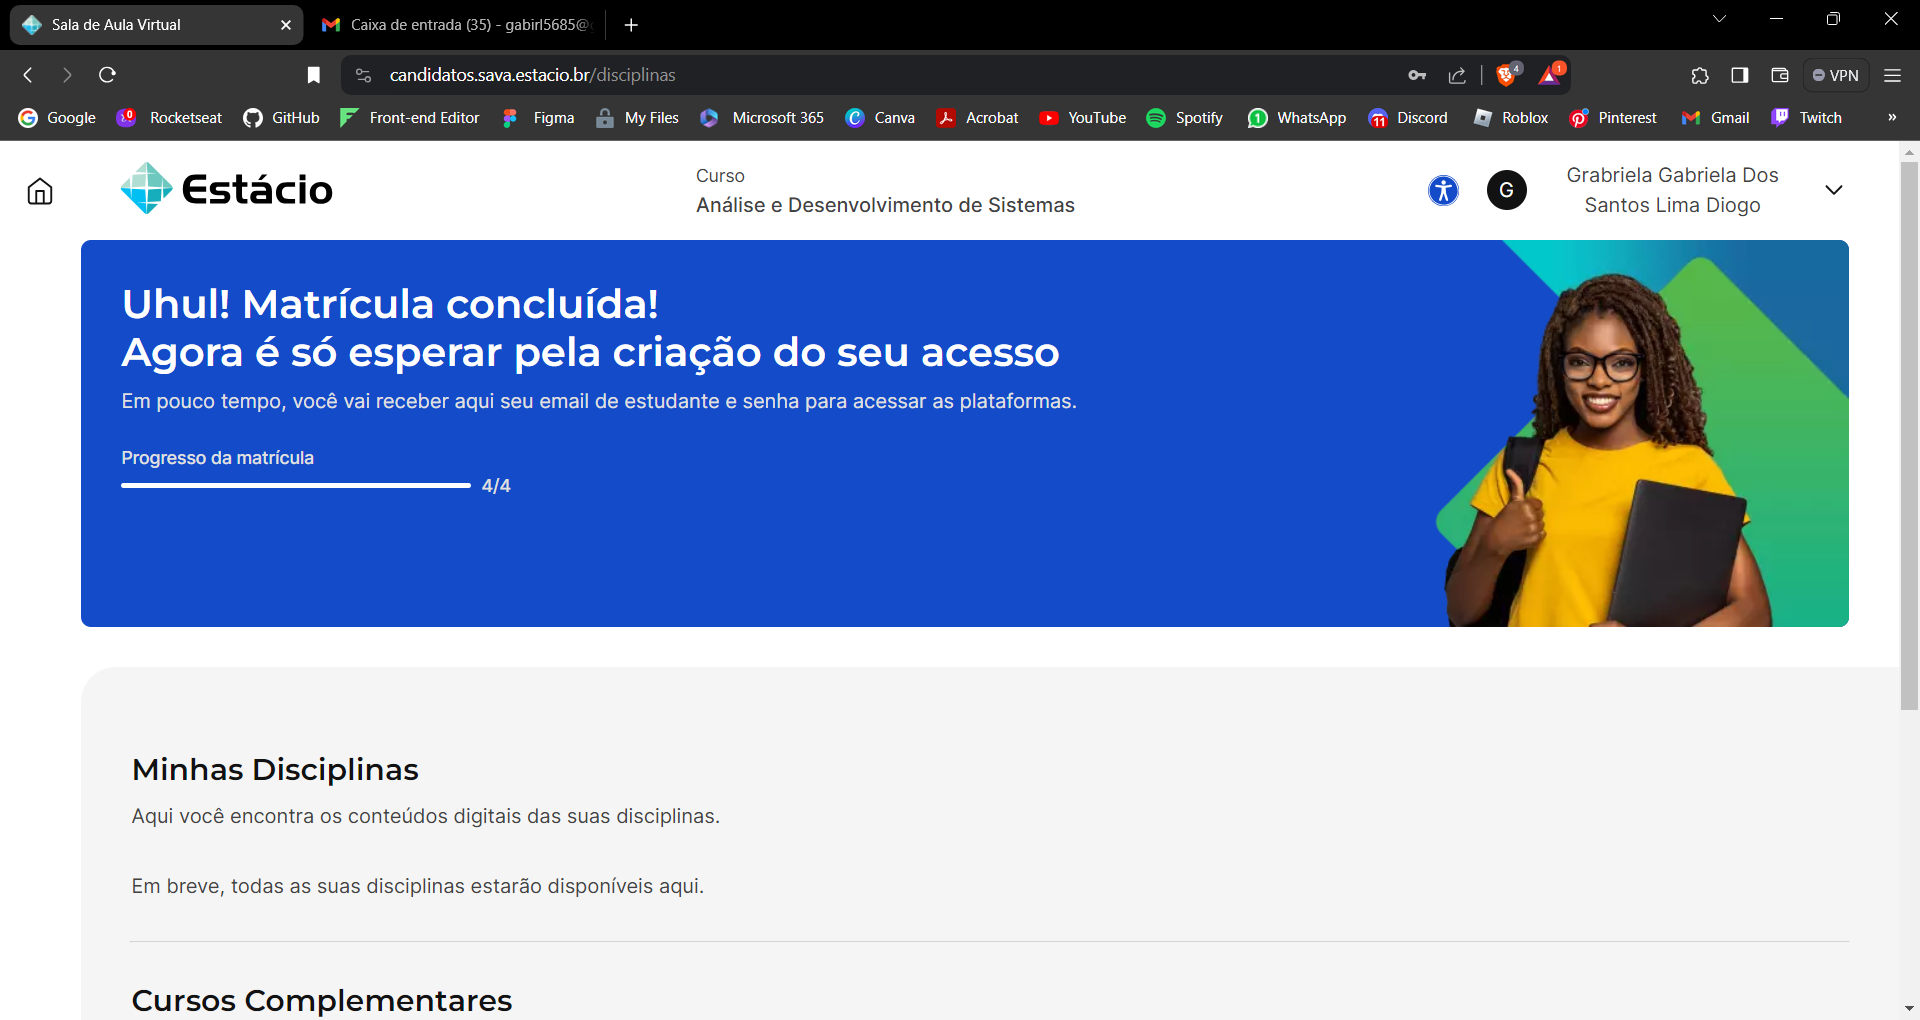 Sala de Aula Virtual
Caixa de entrada (35) - gabirl5685@
candidatos.sava.estacio.br/disciplinas
4
1
VPN
Google
0
Rocketseat
GitHub
Front-end Editor
Figma
My Files
Microsoft 365
Canva
Acrobat
YouTube
Spotify
1
WhatsApp
11
Discord
Roblox
Pinterest
Gmail
Twitch
»
Estácio
Curso
Análise e Desenvolvimento de Sistemas
G
Grabriela Gabriela Dos
Santos Lima Diogo
Uhul! Matrícula concluída!
Agora é só esperar pela criação do seu acesso
Em pouco tempo, você vai receber aqui seu email de estudante e senha para acessar as plataformas.
Progresso da matrícula
4/4
Minhas Disciplinas
Aqui você encontra os conteúdos digitais das suas disciplinas.
Em breve, todas as suas disciplinas estarão disponíveis aqui.
Cursos Complementares